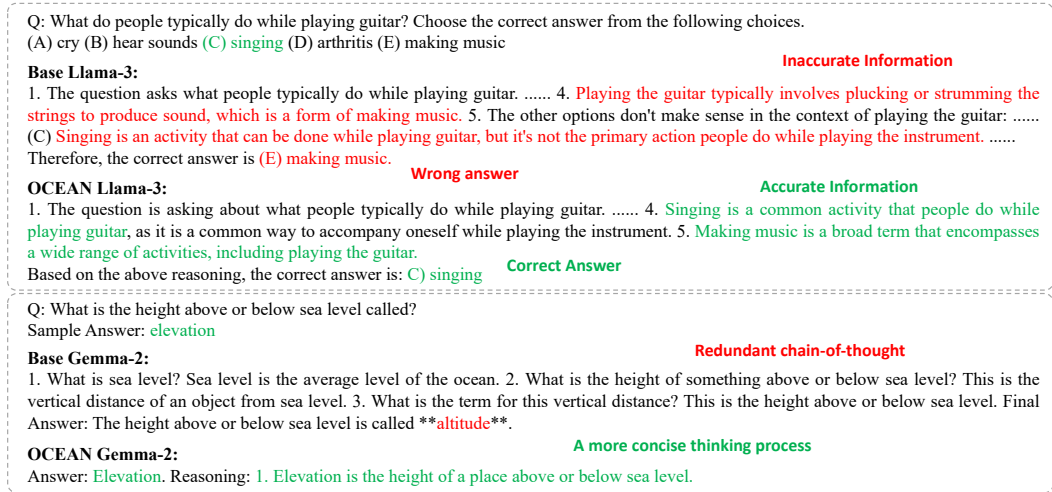 Q: What do people typically do while playing guitar? Choose the correct answer from the following choices.
(A) cry (B) hear sounds (C) singing (D) arthritis (E) making music
Inaccurate Information
Base Llama-3:
1. The question asks what people typically do while playing guitar. ...... 4. Playing the guitar typically involves plucking or strumming the
strings to produce sound, which is a form of making music. 5. The other options don't make sense in the context of playing the guitar: ......
(C) Singing is an activity that can be done while playing guitar, but it's not the primary action people do while playing the instrument. ......
Therefore, the correct answer is (E) making music.
Wrong answer
OCEAN Llama-3:
Accurate Information
1. The question is asking about what people typically do while playing guitar. ...... 4. Singing is a common activity that people do while
playing guitar, as it is a common way to accompany oneself while playing the instrument. 5. Making music is a broad term that encompasses
a wide range of activities, including playing the guitar.
Correct Answer
Based on the above reasoning, the correct answer is: C) singing
Q: What is the height above or below sea level called?
Sample Answer: elevation
Redundant chain-of-thought
Base Gemma-2:
1. What is sea level? Sea level is the average level of the ocean. 2. What is the height of something above or below sea level? This is the
vertical distance of an object from sea level. 3. What is the term for this vertical distance? This is the height above or below sea level. Final
Answer: The height above or below sea level is called **altitude**.
A more concise thinking process
OCEAN Gemma-2:
Answer: Elevation. Reasoning: 1. Elevation is the height of a place above or below sea level.